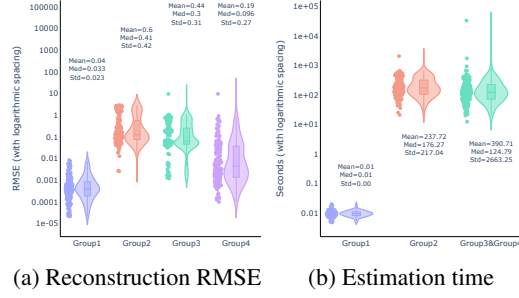 100000
10000
1000
100
10
1
0.1
0.01
0.001
0.0001
1e-05
RMSE (with logarithmic spacing)
Mean=0.04
Med=0.033
Std=0.023
Mean=0.6
Med=0.41
Std=0.42
Mean=0.44
Med=0.3
Std=0.31
Mean=0.19
Med=0.096
Std=0.27
Group1
Group2
Group3
Group4
(a) Reconstruction RMSE
1e+05
1e+04
1e+03
1e+02
10
1
0.1
0.01
Seconds (with logarithmic spacing)
Mean=0.01
Med=0.01
Std=0.00
Mean=237.72
Med=176.27
Std=217.04
Mean=390.71
Med=124.79
Std=2663.25
Group1
Group2
Group3&Group4
(b) Estimation time